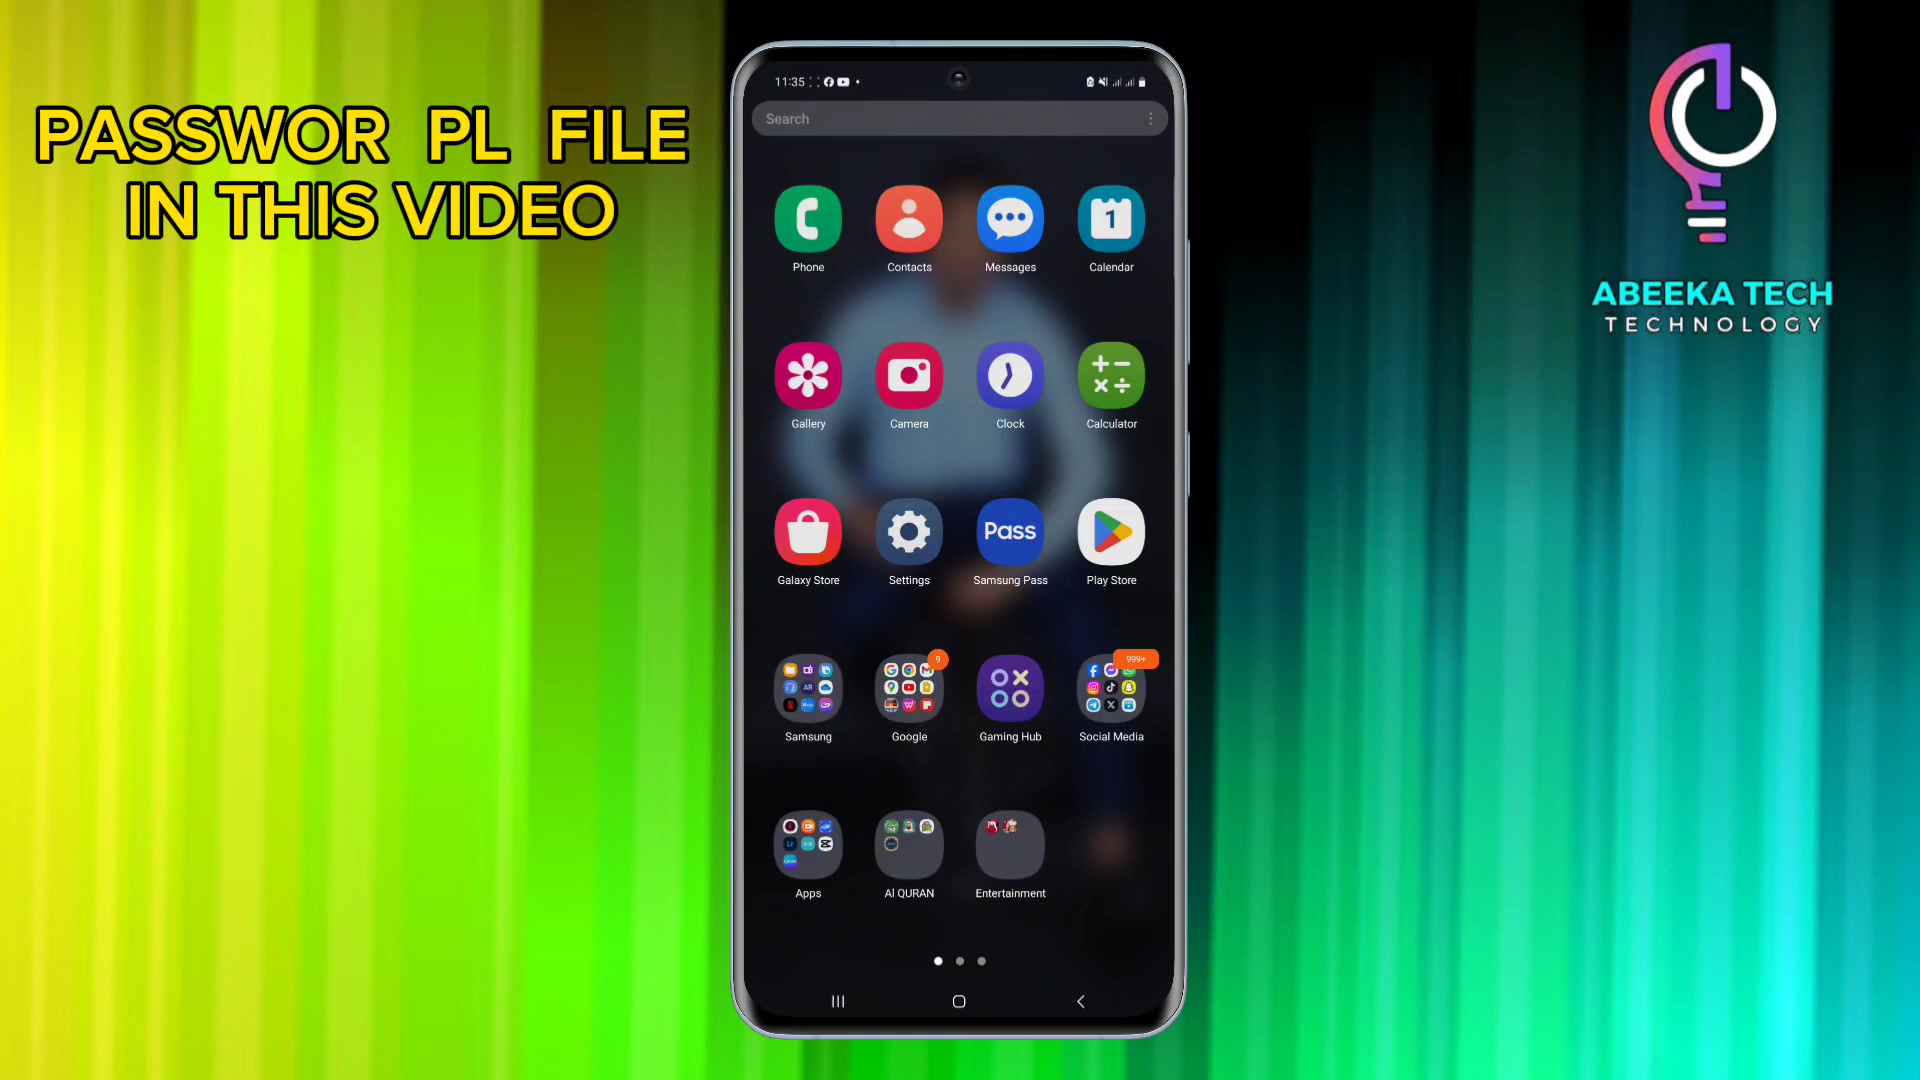 PASSWOR PL FILE
IN THIS VIDEO
11:35
Search
Phone
Contacts
Messages
1
Calendar
Gallery
Camera
Clock
Calculator
Galaxy Store
Settings
Pass
Samsung Pass
Play Store
AR
Samsung
9
Google
Gaming Hub
999+
Social Media
Lr
Apps
Al QURAN
Entertainment
ABEEKA TECH
TECHNOLOGY